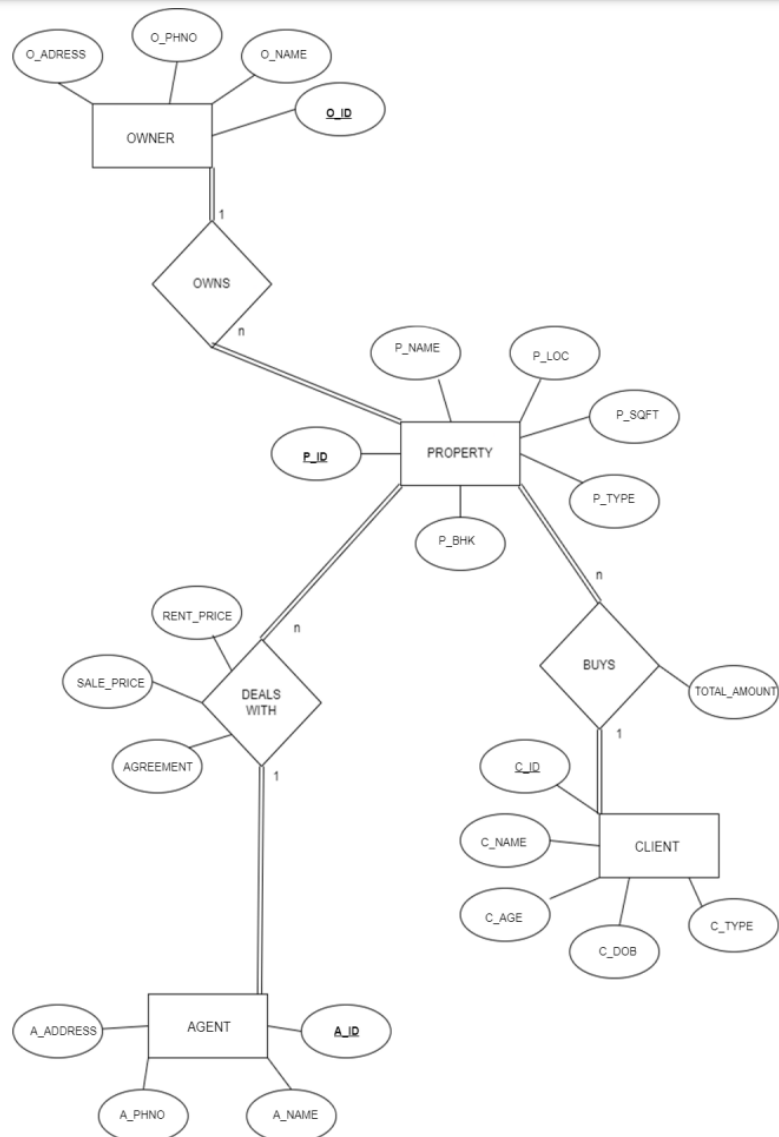 O_PHNO
O_ADRESS
O_NAME
O_ID
OWNER
1
OWNS
n
P_NAME
P_LOC
P_SQFT
P_ID
PROPERTY
P_TYPE
P_BHK
n
RENT_PRICE
n
SALE_PRICE
DEALS
WITH
BUYS
TOTAL_AMOUNT
AGREEMENT
1
1
C_ID
C_NAME
CLIENT
C_AGE
C_TYPE
C_DOB
A_ADDRESS
AGENT
A_ID
A_PHNO
A_NAME